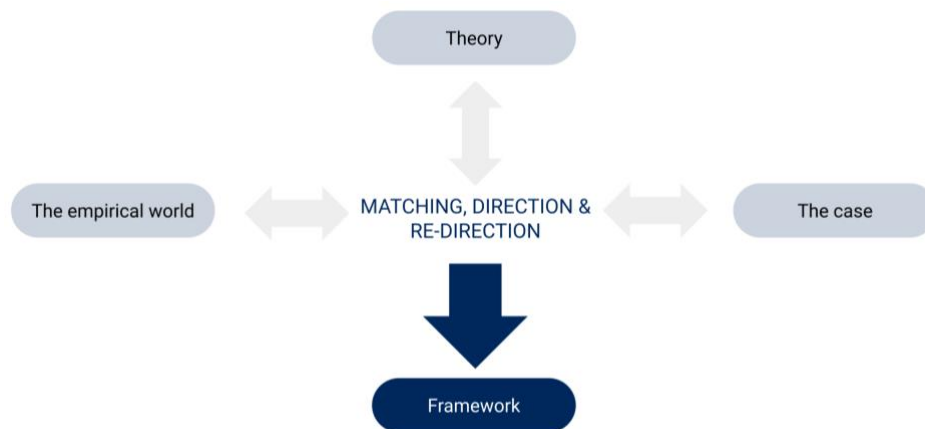 Theory
The empirical world
MATCHING, DIRECTION &
RE-DIRECTION
The case
Framework